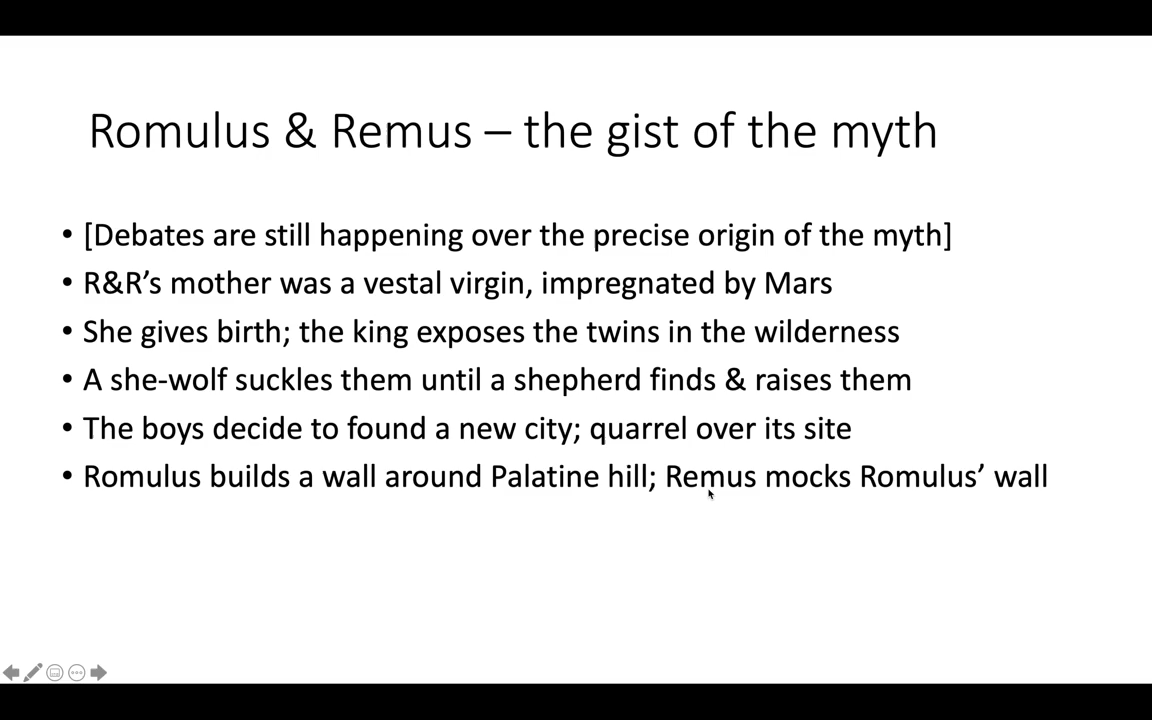 Romulus & Remus – the gist of the myth
• [Debates are still happening over the precise origin of the myth]
• R&R’s mother was a vestal virgin, impregnated by Mars
• She gives birth; the king exposes the twins in the wilderness
• A she-wolf suckles them until a shepherd finds & raises them
• The boys decide to found a new city; quarrel over its site
• Romulus builds a wall around Palatine hill; Remus mocks Romulus’ wall